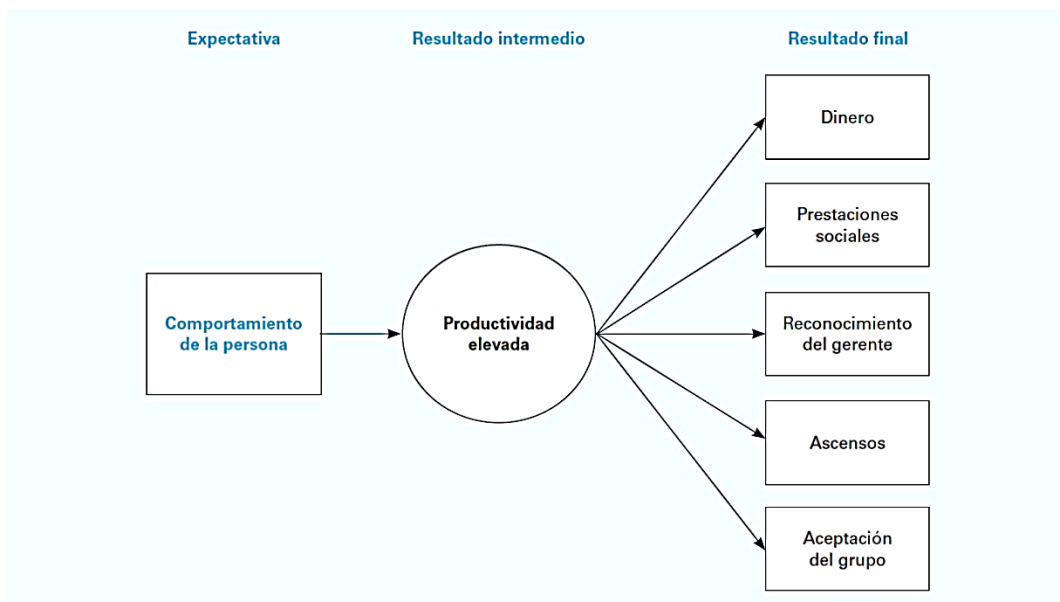 Expectativa
Resultado intermedio
Resultado final
Dinero
Prestaciones
sociales
Comportamiento
de la persona
Productividad
elevada
Reconocimiento
del gerente
Ascensos
Aceptación
del grupo